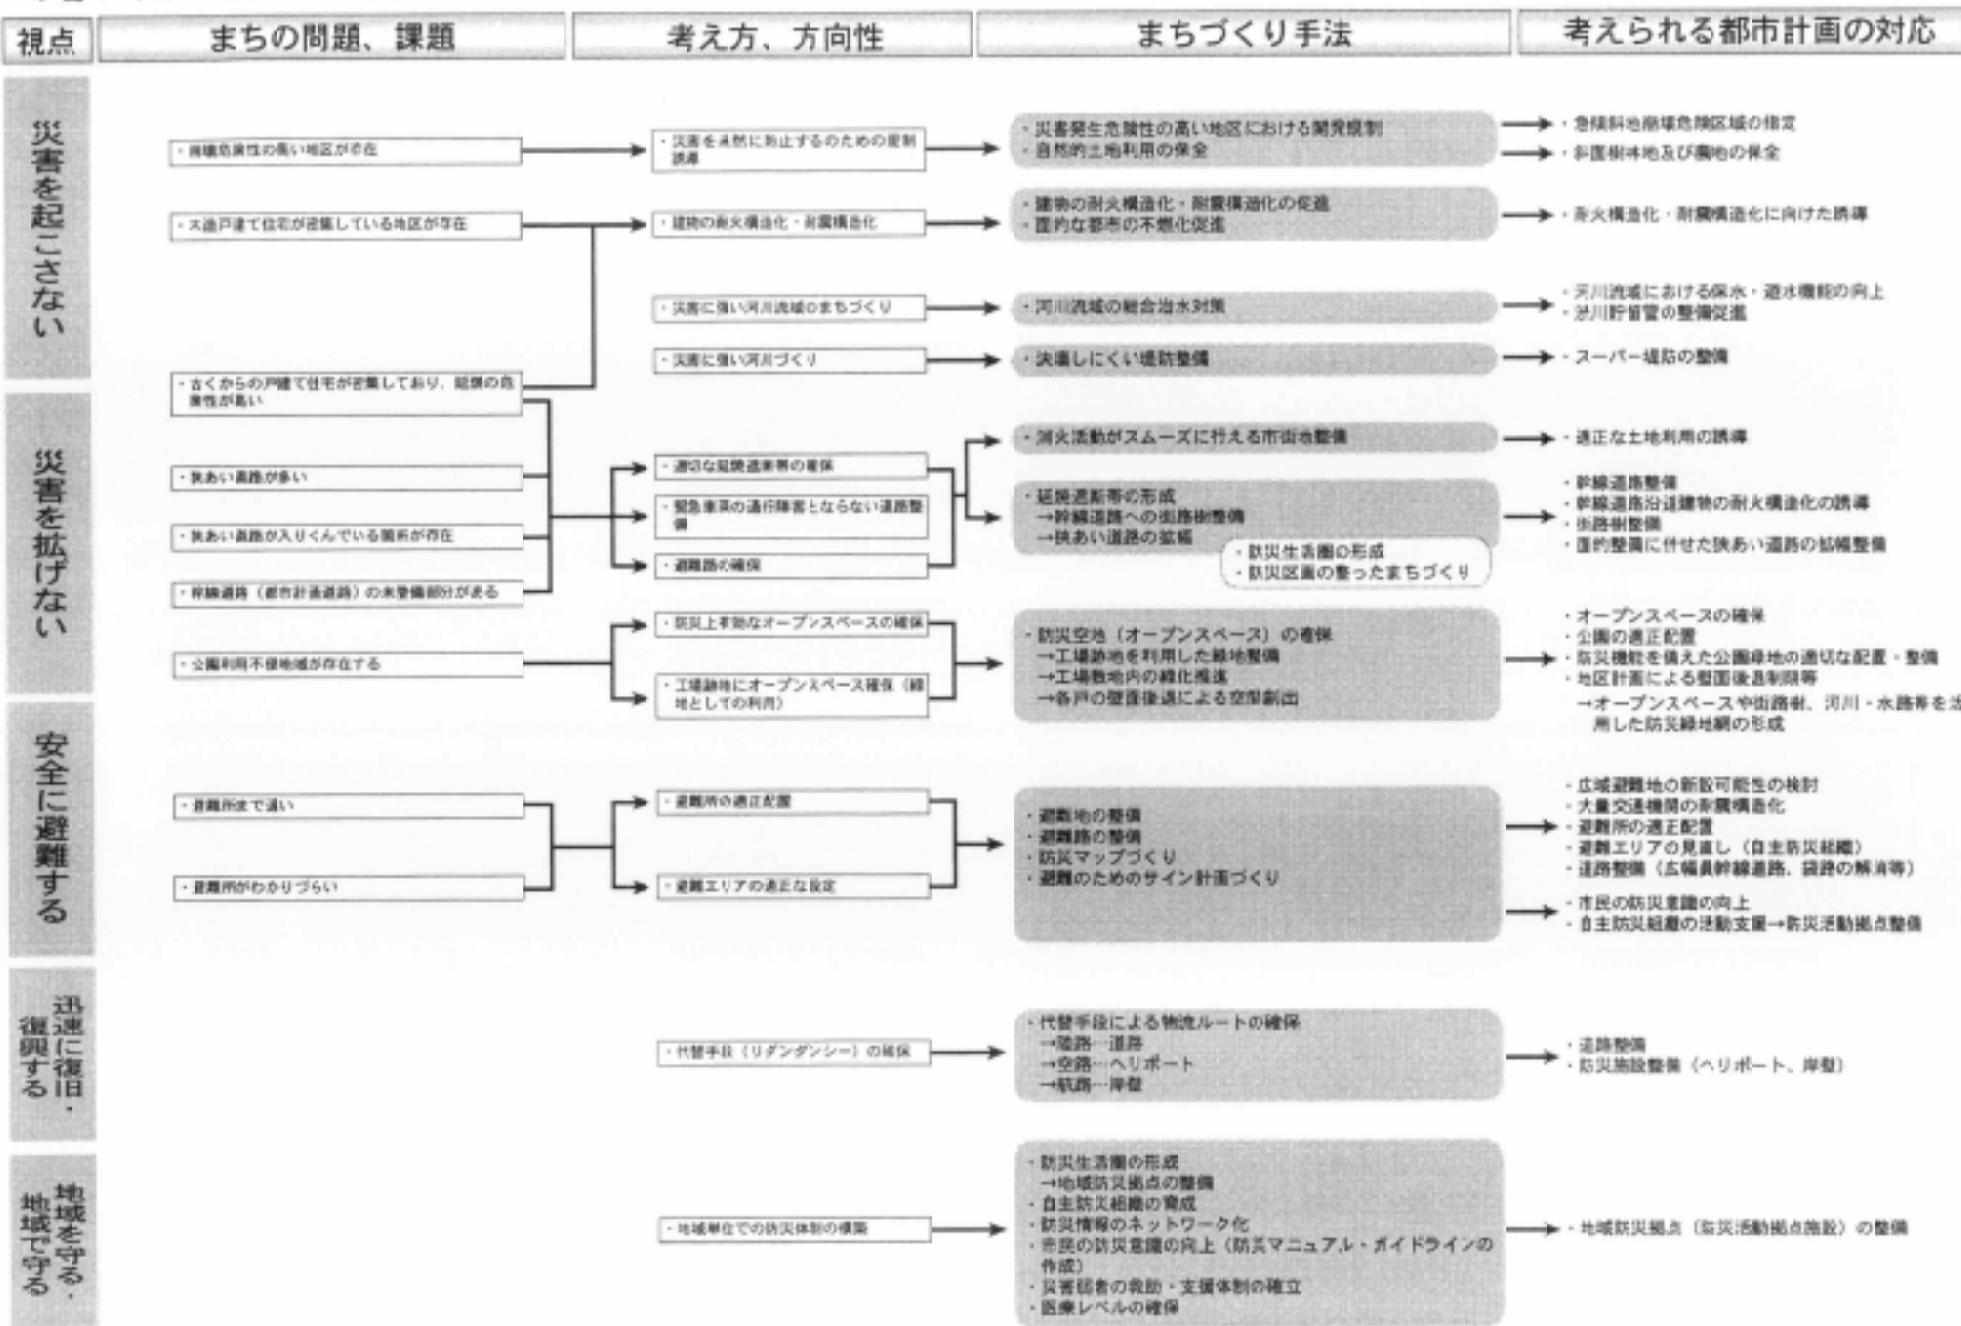 視点
まちの問題、課題
考え方、方向性
まちづくり手法
考えられる都市計画の対応
災害を起こさない
・崩壊危険性の高い地区が存在
・災害を未然に防止するのための規制
誘導
・災害発生危険性の高い地区における開発規制
・自然的土地利用の保全
・急傾斜地崩壊危険区域の指定
・斜面樹林地及び農地の保全
・木造戸建て住宅が密集している地区が存在
・建物の耐火構造化・耐震構造化
・建物の耐火構造化・耐震構造化の促進
・面的な都市の不燃化促進
・耐火構造化・耐震構造化に向けた誘導
・災害に強い河川流域のまちづくり
・河川流域の総合治水対策
・河川流域における保水・遊水機能の向上
・渋川貯留管の整備促進
・災害に強い河川づくり
・決壊しにくい堤防整備
・スーパー堤防の整備
・古くからの戸建て住宅が密集しており、延焼の危
険性が高い
災害を拡げない
・消火活動がスムーズに行える市街地整備
・適正な土地利用の誘導
・狭あい道路が多い
・適切な延焼遮断帯の確保
・緊急車両の通行障害とならない道路整
備
・延焼遮断帯の形成
→幹線道路への街路樹整備
→狭あい道路の拡幅
・幹線道路整備
・幹線道路沿道建物の耐火構造化の誘導
・街路樹整備
・面的整備に併せた狭あい道路の拡幅整備
・狭あい道路が入りくんでいる箇所が存在
・避難路の確保
・防災生活圏の形成
・防災区画の整ったまちづくり
・幹線道路（都市計画道路）の未整備部分がある
・防災上有効なオープンスペースの確保
・公園利用不便地域が存在する
・工場跡地にオープンスペース確保（緑
地としての利用）
・防災空地（オープンスペース）の確保
→工場跡地を利用した緑地整備
→工場敷地内の緑化推進
→各戸の壁面後退による空間創出
・オープンスペースの確保
・公園の適正配置
・防災機能を備えた公園緑地の適切な配置・整備
・地区計画による壁面後退制限等
→オープンスペースや街路樹、河川・水路等を活
用した防災緑地網の形成
安全に避難する
・避難所まで遠い
・避難所の適正配置
・避難所がわかりづらい
・避難エリアの適正な設定
・避難地の整備
・避難路の整備
・防災マップづくり
・避難のためのサイン計画づくり
・広域避難地の新設可能性の検討
・大量交通機関の耐震構造化
・避難所の適正配置
・避難エリアの見直し（自主防災組織）
・道路整備（広幅員幹線道路、袋路の解消等）
・市民の防災意識の向上
・自主防災組織の活動支援→防災活動拠点整備
迅速に復旧・
復興する
・代替手段（リダンダンシー）の確保
・代替手段による物流ルートの確保
→陸路…道路
→空路…ヘリポート
→航路…岸壁
・道路整備
・防災施設整備（ヘリポート、岸壁）
地域を守る・
地域で守る
・地域単位での防災体制の構築
・防災生活圏の形成
→地域防災拠点の整備
・自主防災組織の育成
・防災情報のネットワーク化
・市民の防災意識の向上（防災マニュアル・ガイドラインの
作成）
・災害弱者の救助・支援体制の確立
・医療レベルの確保
・地域防災拠点（防災活動拠点施設）の整備